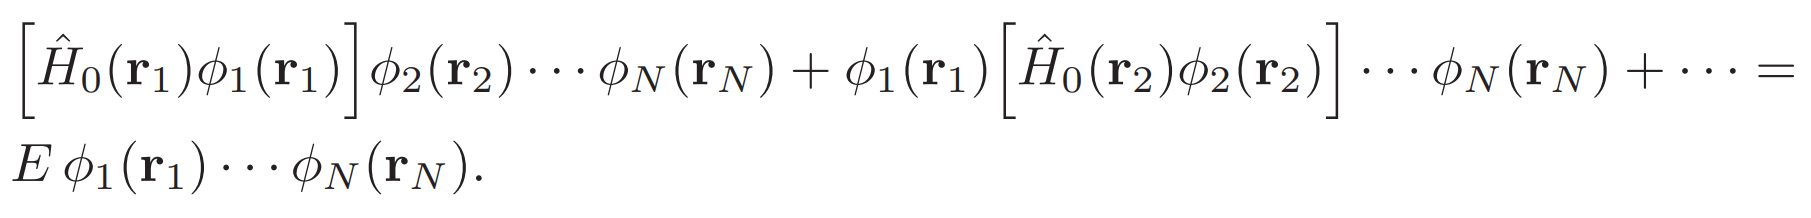 [Ĥ₀(𝐫₁)ϕ₁(𝐫₁)]ϕ₂(𝐫₂)⋯ϕ_N(𝐫_N) + ϕ₁(𝐫₁)[Ĥ₀(𝐫₂)ϕ₂(𝐫₂)]⋯ϕ_N(𝐫_N) + ⋯ =
E ϕ₁(𝐫₁)⋯ϕ_N(𝐫_N).